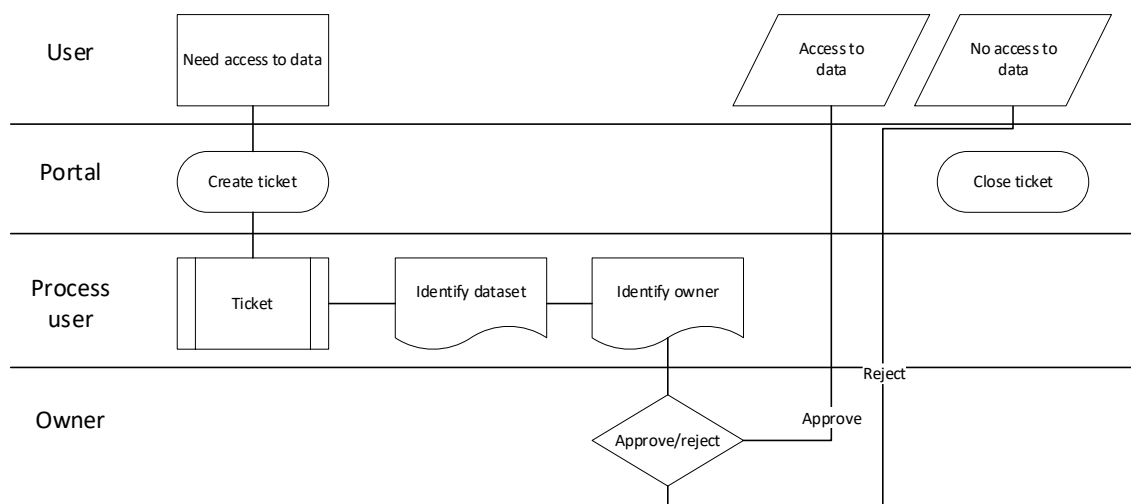 User
Need access to data
Access to
data
No access to
data
Portal
Create ticket
Close ticket
Process
user
Ticket
Identify dataset
Identify owner
Reject
Owner
Approve/reject
Approve